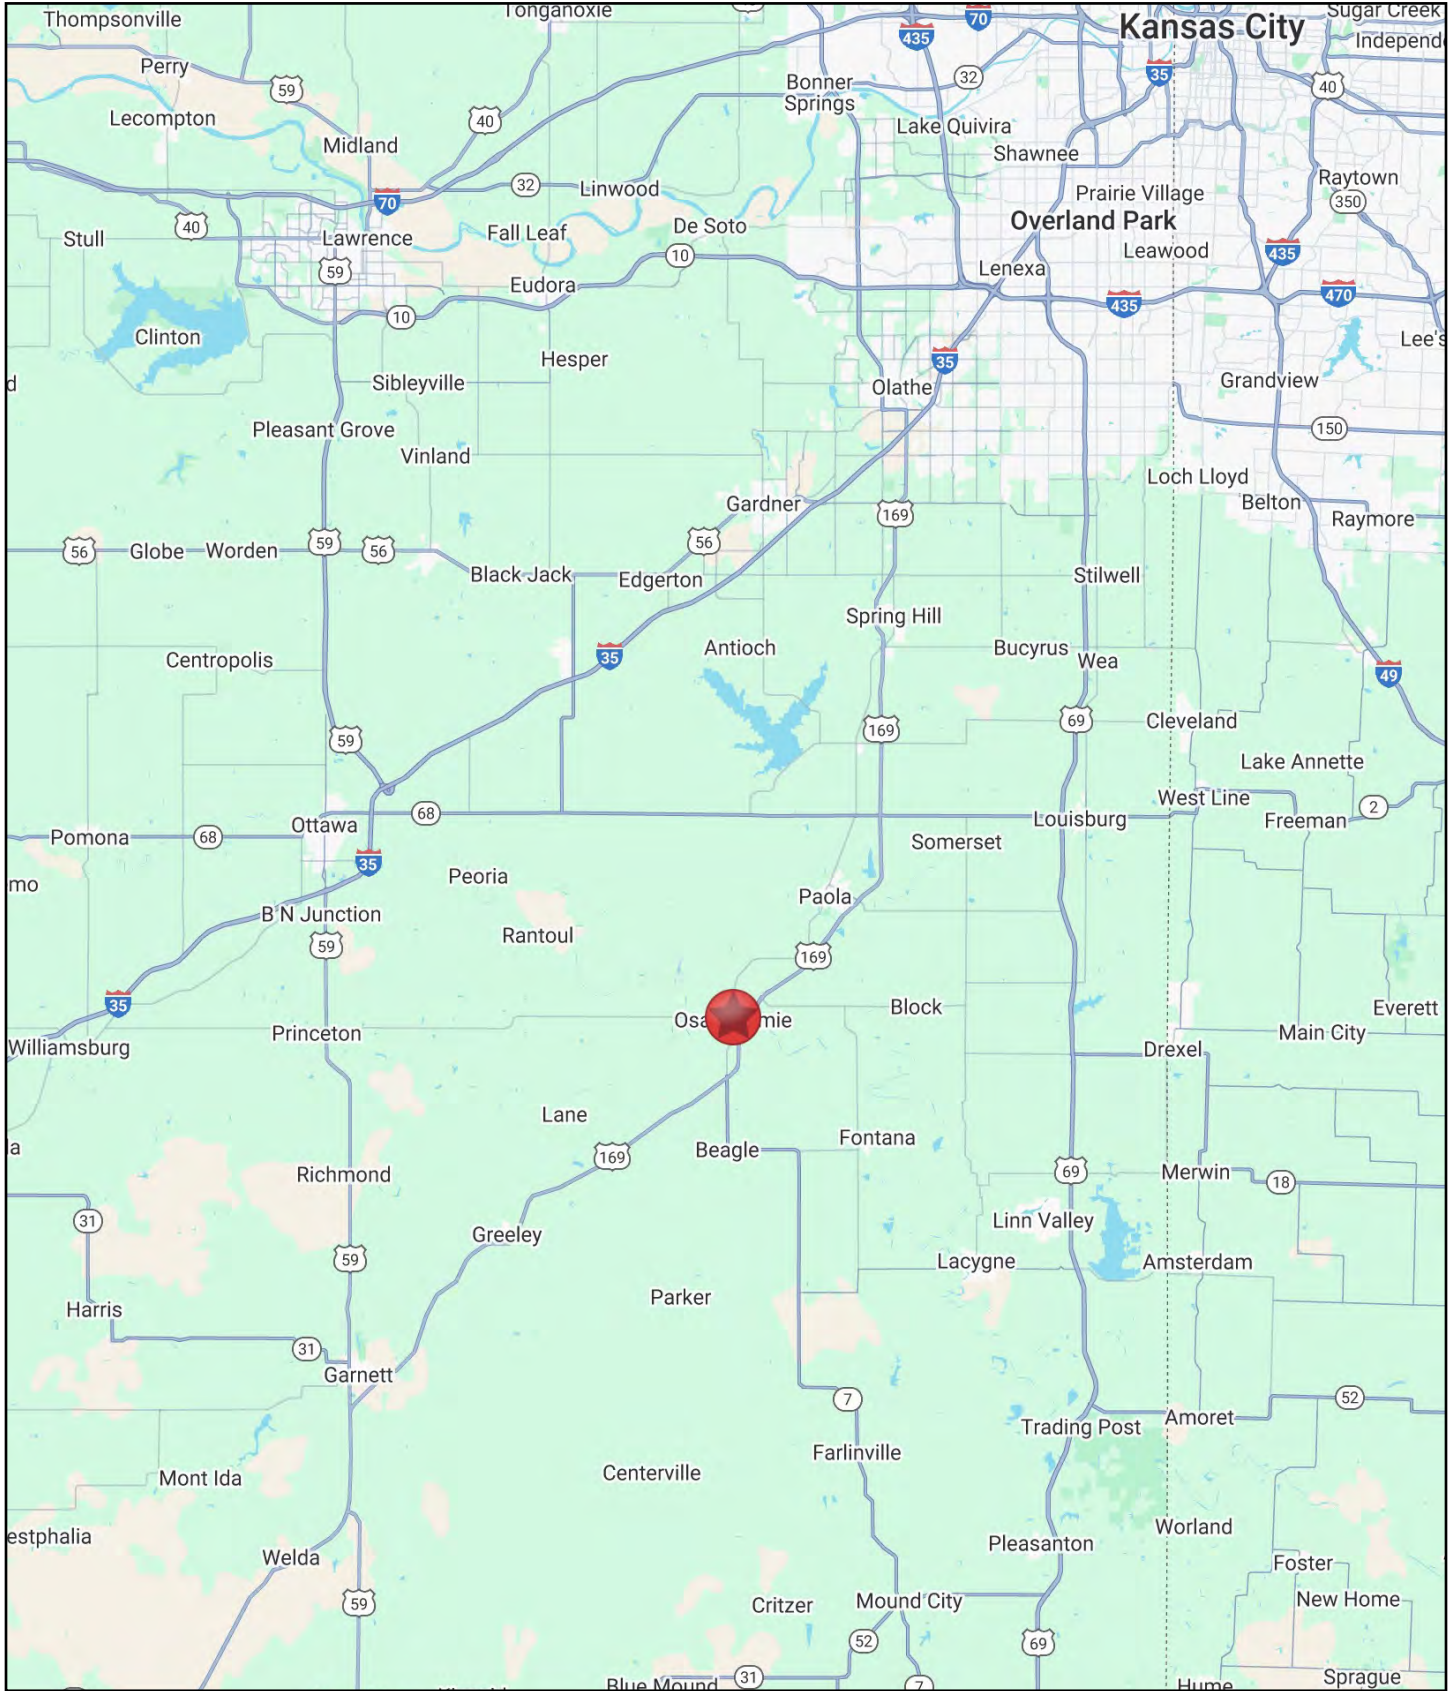 Thompsonville
Tonganoxie
70
Kansas City
Sugar Creek
435
Independ
Perry
35
59
Bonner
Springs
32
40
Lecompton
40
Lake Quivira
Midland
Shawnee
Raytown
32
Linwood
Prairie Village
350
70
40
Overland Park
De Soto
Fall Leaf
Stull
Lawrence
Leawood
435
10
59
Lenexa
Eudora
435
470
10
Clinton
Lee's
Hesper
35
d
Sibleyville
Olathe
Grandview
Pleasant Grove
150
Vinland
Loch Lloyd
Gardner
Belton
169
Raymore
56
Globe
Worden
59
56
56
Black Jack
Edgerton
Stilwell
Spring Hill
Antioch
Bucyrus
Wea
35
Centropolis
49
69
Cleveland
59
169
Lake Annette
West Line
68
2
Ottawa
Louisburg
Freeman
Pomona
68
Somerset
35
mo
Peoria
Paola
B N Junction
Rantoul
59
169
35
Block
Everett
Osa
mie
Princeton
Main City
Williamsburg
Drexel
Lane
Fontana
la
Beagle
169
Richmond
69
Merwin
18
31
Linn Valley
Greeley
59
Lacygne
Amsterdam
Parker
Harris
31
Garnett
7
52
Amoret
Trading Post
Farlinville
Centerville
Mont Ida
Worland
estphalia
Pleasanton
Welda
Foster
59
Critzer
Mound City
New Home
52
69
31
Blue Mound
7
Hume
Sprague